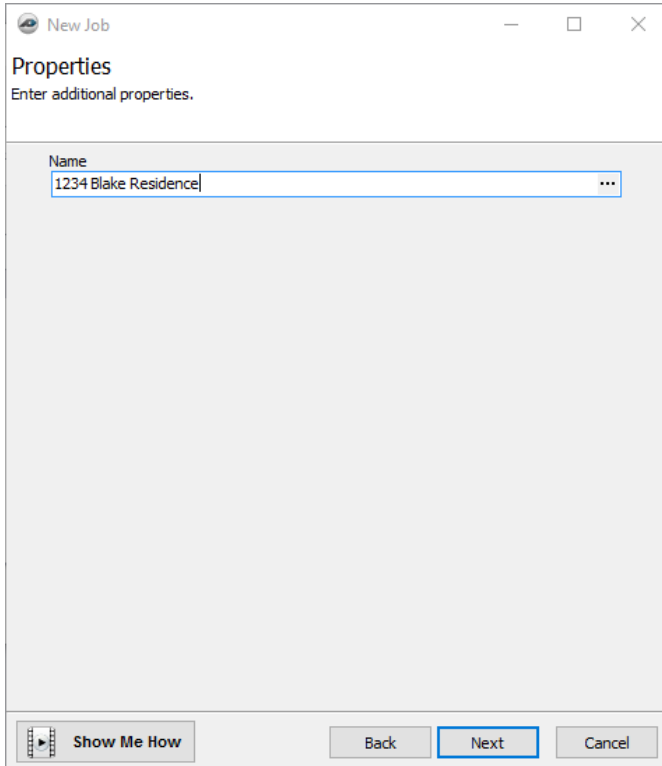 New Job
Properties
Enter additional properties.
Name
1234 Blake Residence
...
Show Me How
Back
Next
Cancel